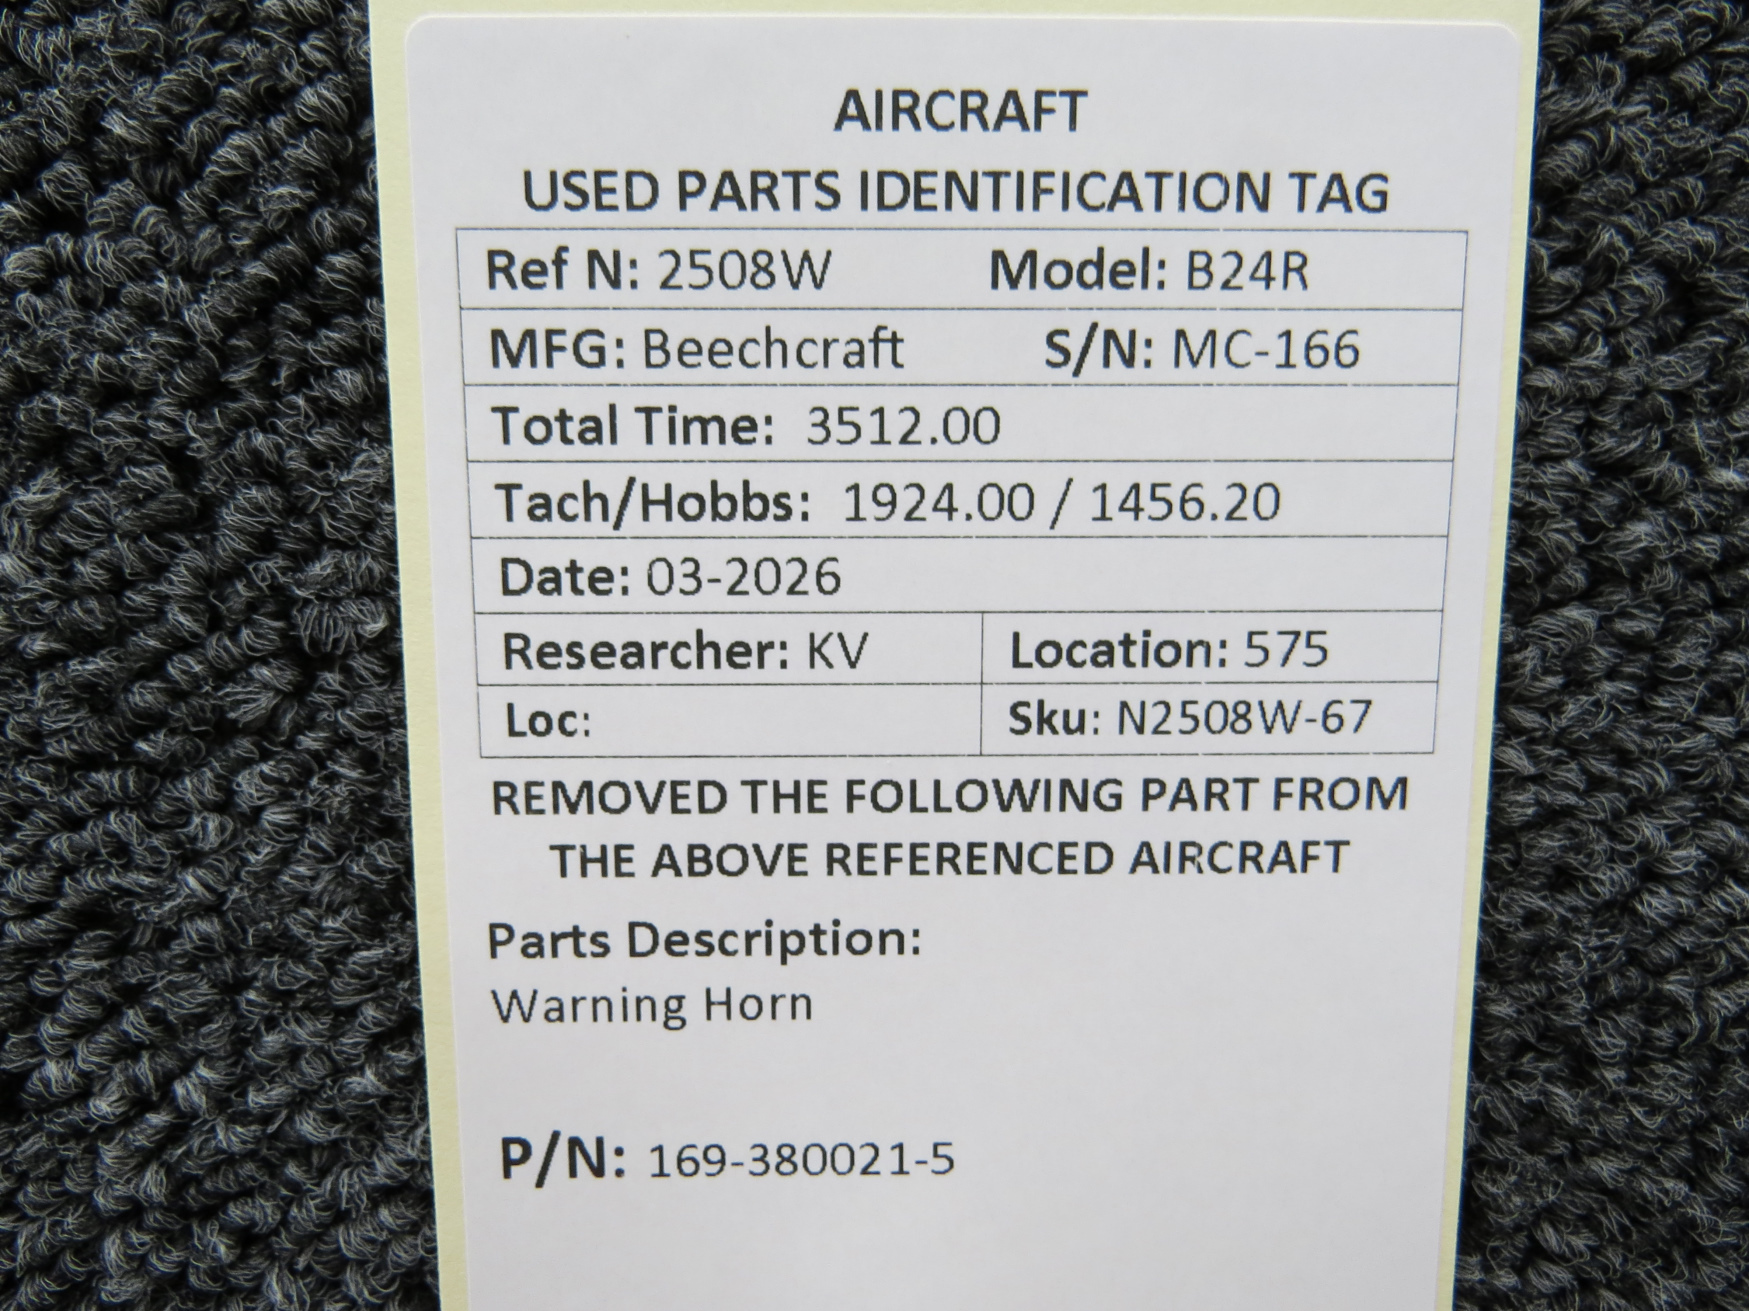 AIRCRAFT
USED PARTS IDENTIFICATION TAG
Ref N: 2508W Model: B24R
MFG: Beechcraft S/N: MC-166
Total Time: 3512.00
Tach/Hobbs: 1924.00 / 1456.20
Date: 03-2026
Researcher: KV Location: 575
Loc: Sku: N2508W-67
REMOVED THE FOLLOWING PART FROM
THE ABOVE REFERENCED AIRCRAFT
Parts Description:
Warning Horn
P/N: 169-380021-5